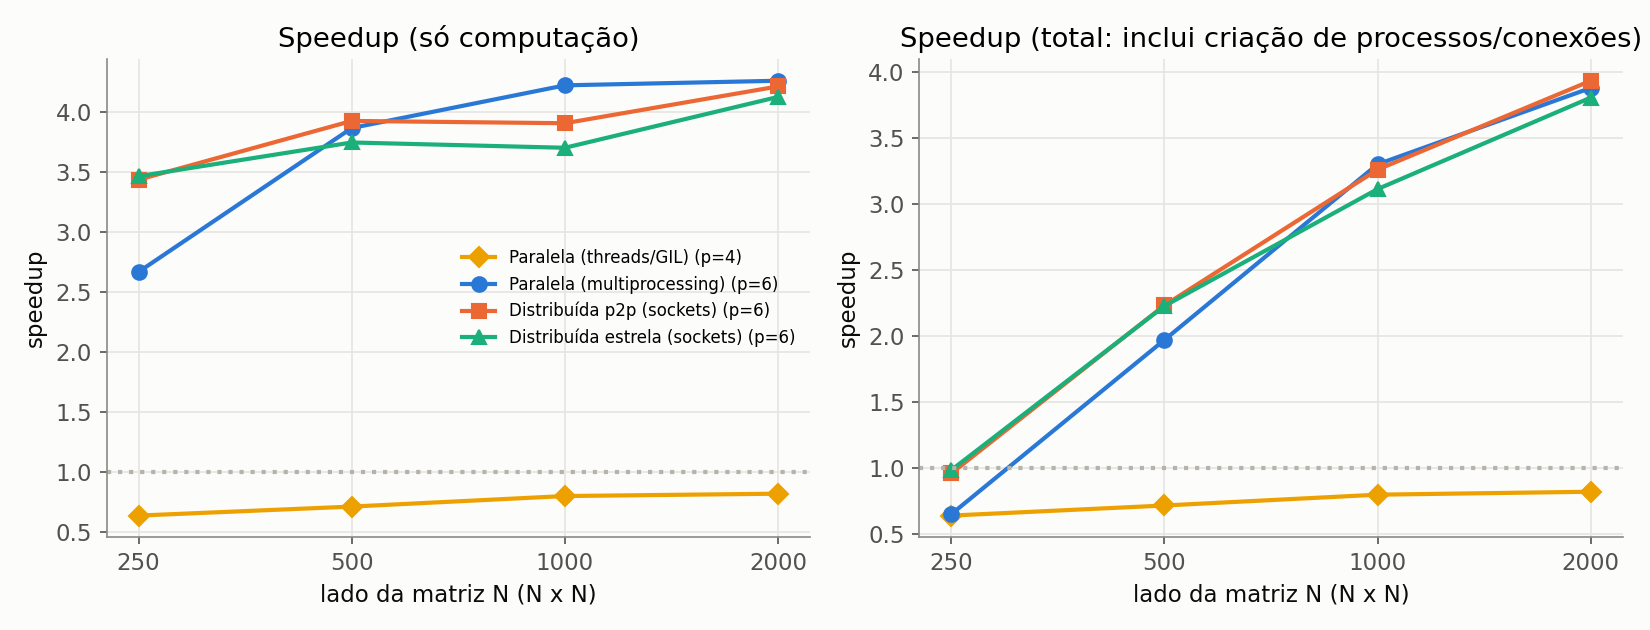 Speedup (só computação)
speedup
4.0
3.5
3.0
2.5
2.0
1.5
1.0
0.5
Paralela (threads/GIL) (p=4)
Paralela (multiprocessing) (p=6)
Distribuída p2p (sockets) (p=6)
Distribuída estrela (sockets) (p=6)
250 500 1000 2000
lado da matriz N (N x N)
Speedup (total: inclui criação de processos/conexões)
speedup
4.0
3.5
3.0
2.5
2.0
1.5
1.0
0.5
250 500 1000 2000
lado da matriz N (N x N)